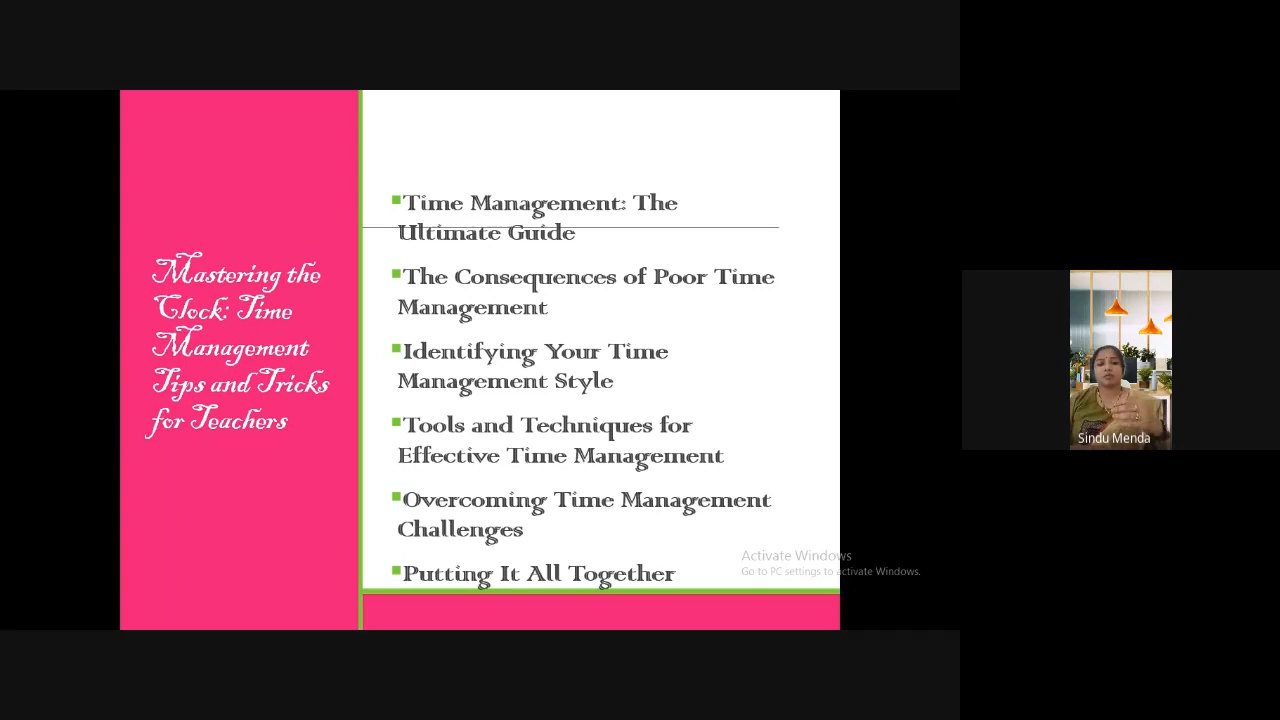 Mastering the
Clock: Time
Management
Tips and Tricks
for Teachers
Time Management: The
Ultimate Guide
The Consequences of Poor Time
Management
Identifying Your Time
Management Style
Tools and Techniques for
Effective Time Management
Overcoming Time Management
Challenges
Putting It All Together
Activate Windows
Go to PC settings to activate Windows.
Sindu Menda